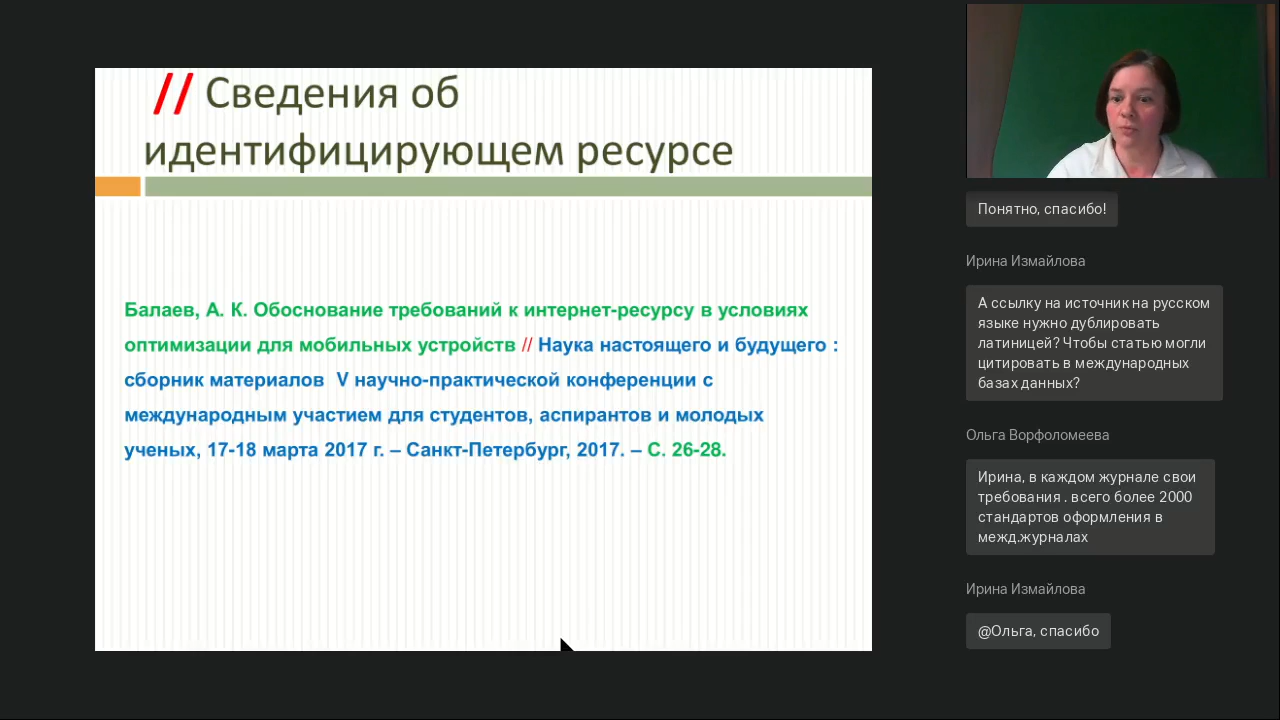 // Сведения об
идентифицирующем ресурсе
Балаев, А. К. Обоснование требований к интернет-ресурсу в условиях
оптимизации для мобильных устройств // Наука настоящего и будущего :
сборник материалов V научно-практической конференции с
международным участием для студентов, аспирантов и молодых
ученых, 17-18 марта 2017 г. – Санкт-Петербург, 2017. – С. 26-28.
Понятно, спасибо!
Ирина Измайлова
А ссылку на источник на русском
языке нужно дублировать
латиницей? Чтобы статью могли
цитировать в международных
базах данных?
Ольга Ворфоломеева
Ирина, в каждом журнале свои
требования . всего более 2000
стандартов оформления в
межд.журналах
Ирина Измайлова
@Ольга, спасибо